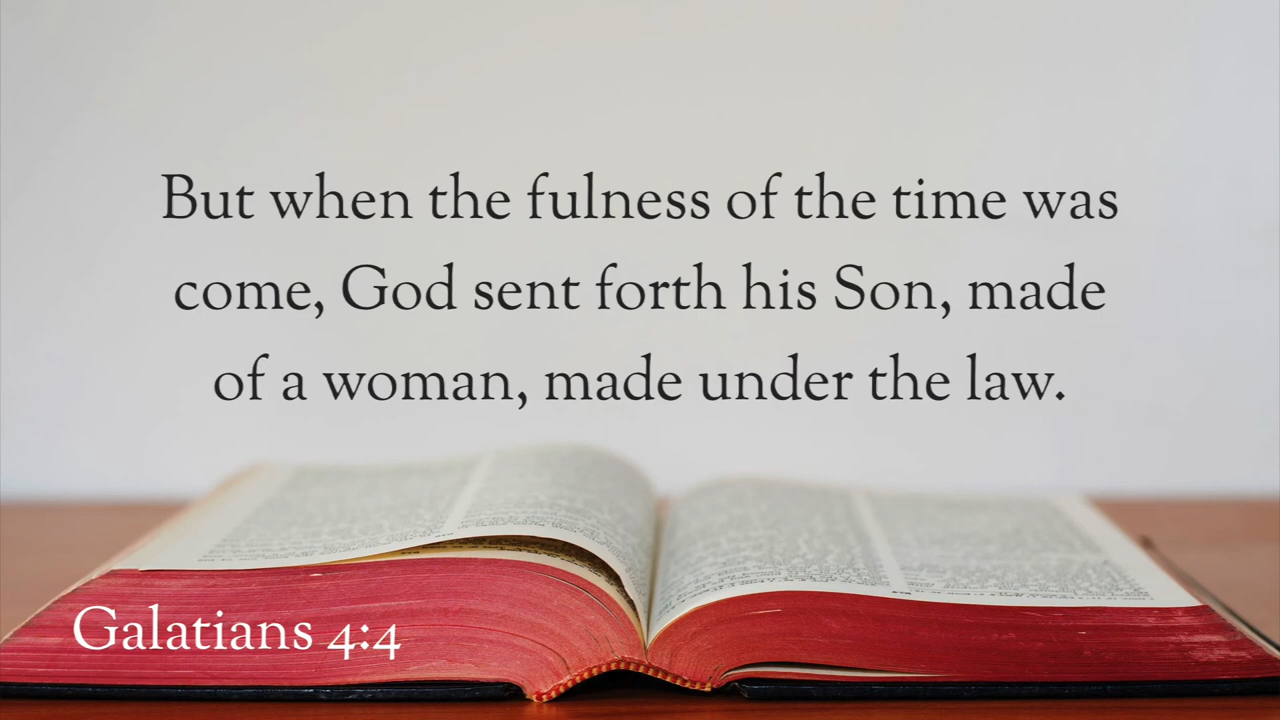 But when the fulness of the time was
come, God sent forth his Son, made
of a woman, made under the law.
Galatians 4:4